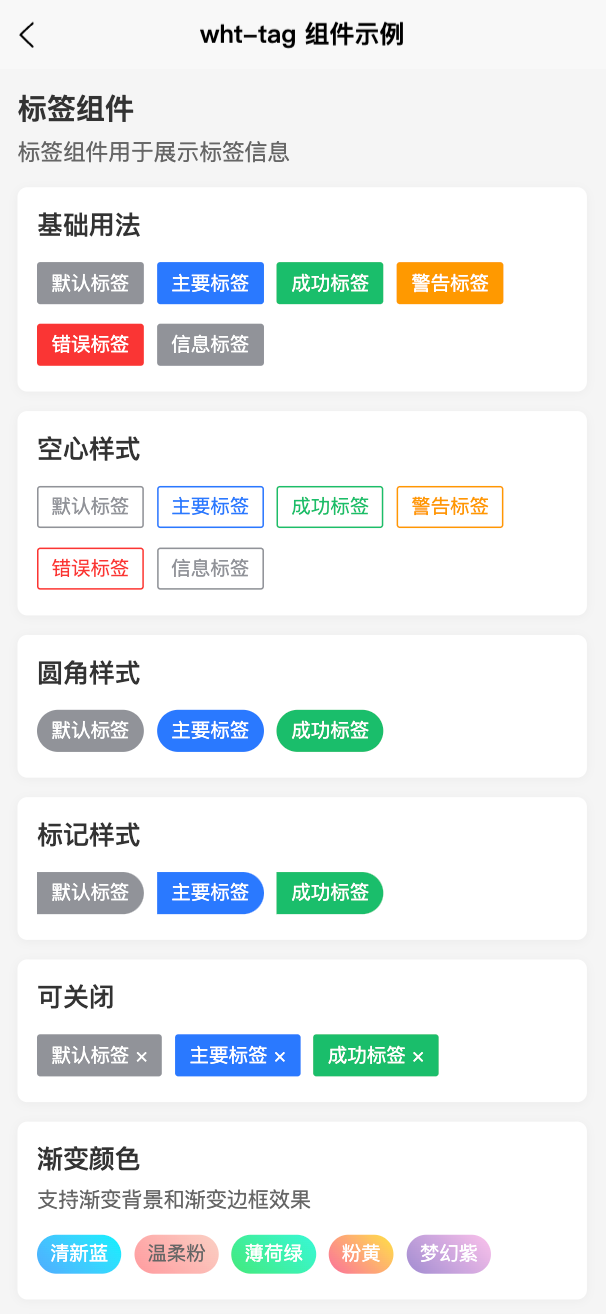 wht-tag 组件示例
标签组件
标签组件用于展示标签信息
基础用法
默认标签 主要标签 成功标签 警告标签
错误标签 信息标签
空心样式
默认标签 主要标签 成功标签 警告标签
错误标签 信息标签
圆角样式
默认标签 主要标签 成功标签
标记样式
默认标签 主要标签 成功标签
可关闭
默认标签 × 主要标签 × 成功标签 ×
渐变颜色
支持渐变背景和渐变边框效果
清新蓝 温柔粉 薄荷绿 粉黄 梦幻紫